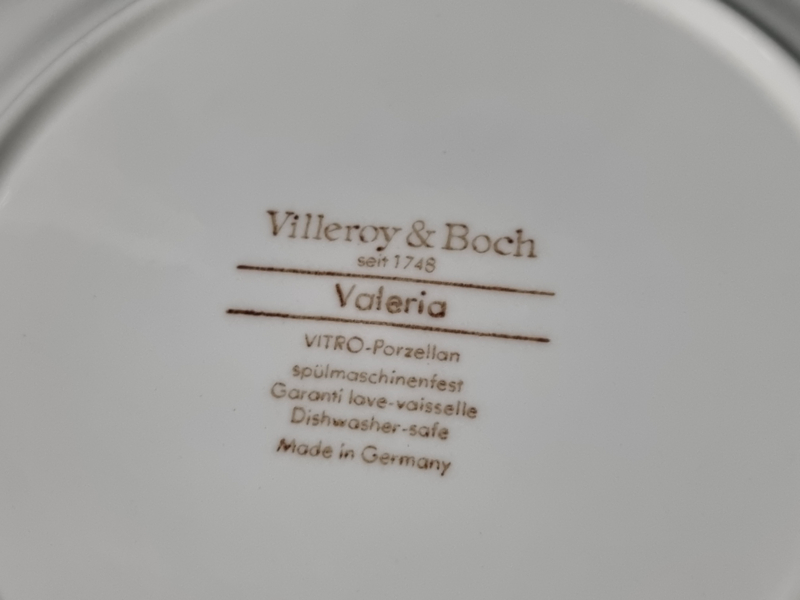 Villeroy & Boch
seit 1748
Valeria
VITRO-Porzellan
spülmaschinenfest
Garanti lave-vaisselle
Dishwasher-safe
Made in Germany